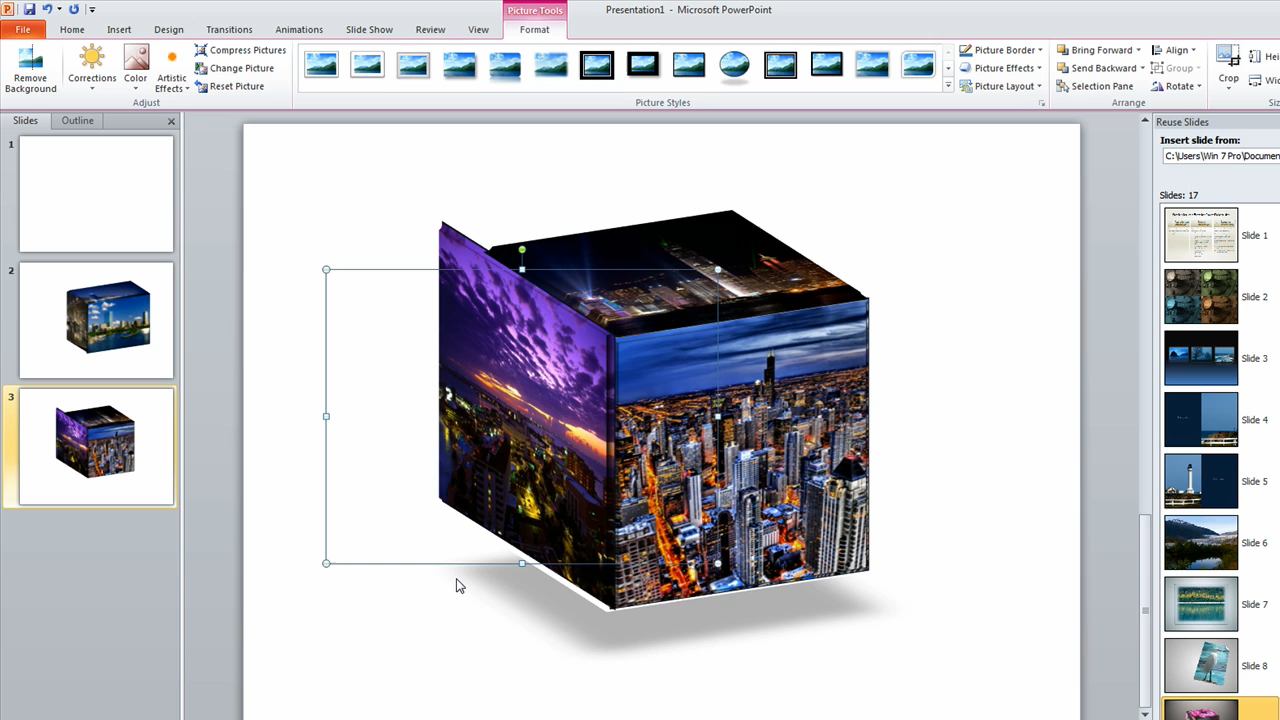 Picture Tools
Presentation1 - Microsoft PowerPoint
File Home Insert Design Transitions Animations Slide Show Review View Format
Remove Background
Corrections
Color
Artistic Effects
Compress Pictures
Change Picture
Reset Picture
Adjust
Picture Styles
Picture Border
Picture Effects
Picture Layout
Bring Forward
Send Backward
Selection Pane
Align
Group
Rotate
Arrange
Crop
Hei
Wid
Siz
Slides Outline
1
2
3
Reuse Slides
Insert slide from:
C:\Users\Win 7 Pro\Documen
Slides: 17
Slide 1
Slide 2
Slide 3
Slide 4
Slide 5
Slide 6
Slide 7
Slide 8